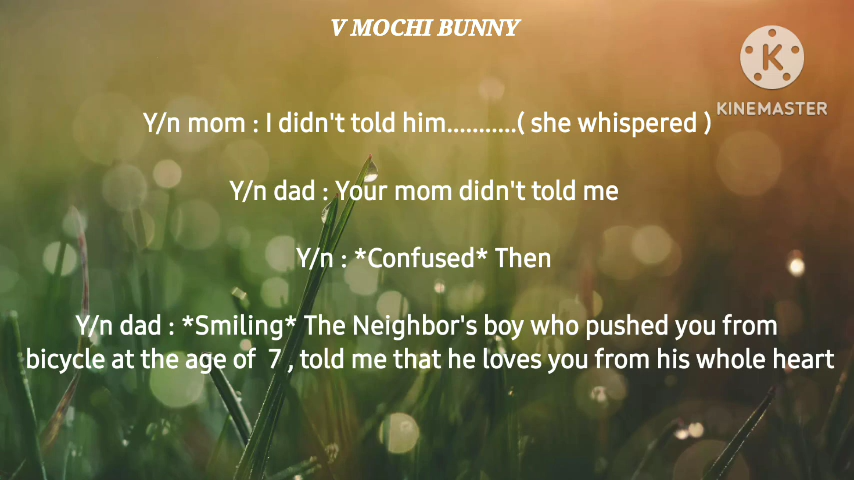 V MOCHI BUNNY
KINEMASTER
Y/n mom : I didn't told him...........( she whispered )
Y/n dad : Your mom didn't told me
Y/n : *Confused* Then
Y/n dad : *Smiling* The Neighbor's boy who pushed you from
bicycle at the age of  7 , told me that he loves you from his whole heart